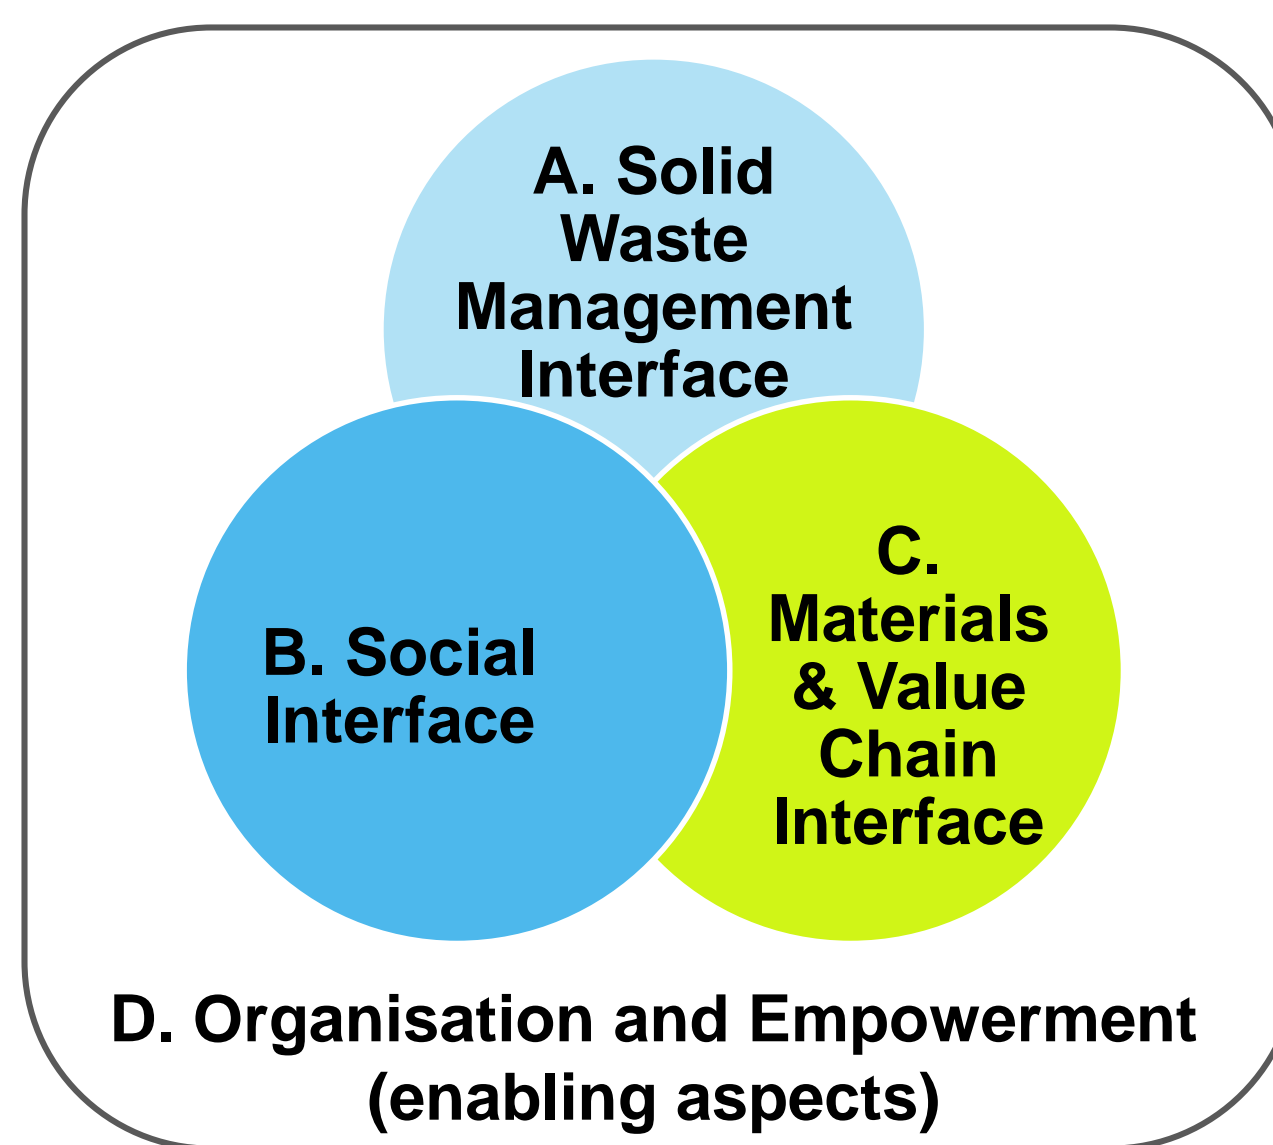 A. Solid
Waste
Management
Interface
B. Social
Interface
C.
Materials
& Value
Chain
Interface
D. Organisation and Empowerment
(enabling aspects)